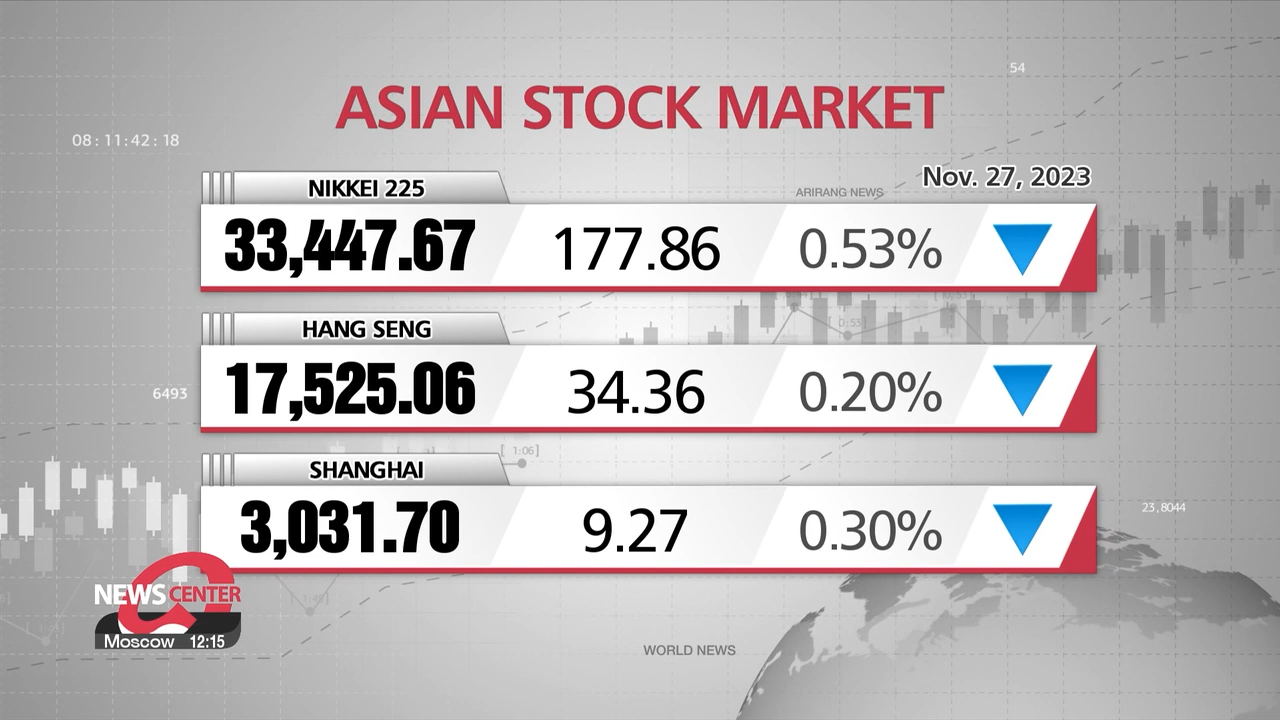 54
ASIAN STOCK MARKET
08:11:42:18
Nov. 27, 2023
NIKKEI 225
ARIRANG NEWS
33,447.67 177.86 0.53%
HANG SENG
17,525.06 34.36 0.20%
6493
[ 1:06]
SHANGHAI
3,031.70 9.27 0.30%
23,8044
NEWS CENTER
Moscow 12:15
WORLD NEWS